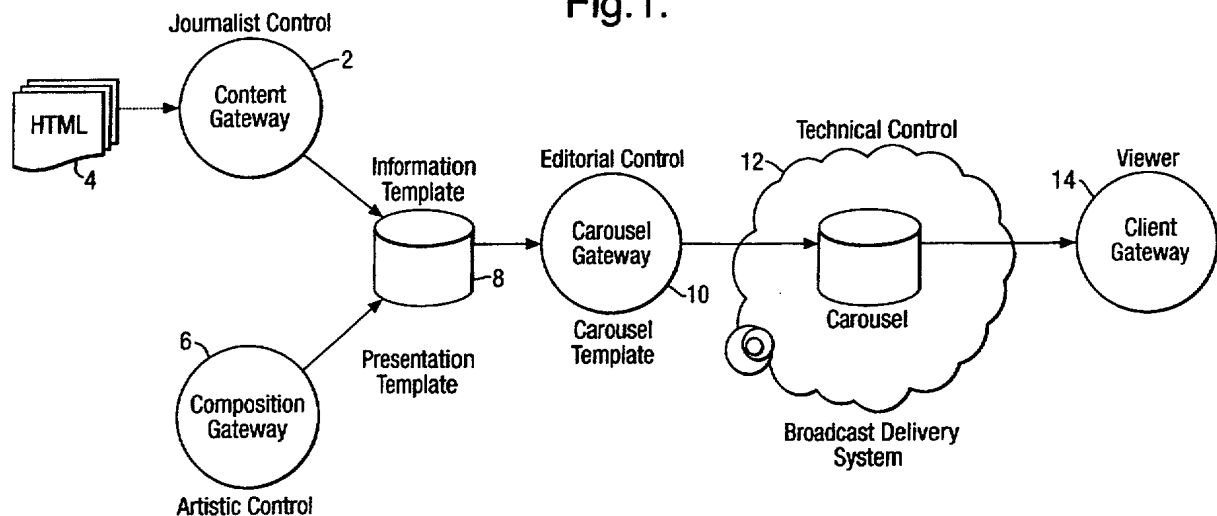 Fig.1.
Journalist Control
2
Content
Gateway
HTML
4
Information
Template
8
Editorial Control
Carousel
Gateway
10
Carousel
Template
Technical Control
12
Carousel
Broadcast Delivery
System
Viewer
14
Client
Gateway
6
Composition
Gateway
Artistic Control
Presentation
Template